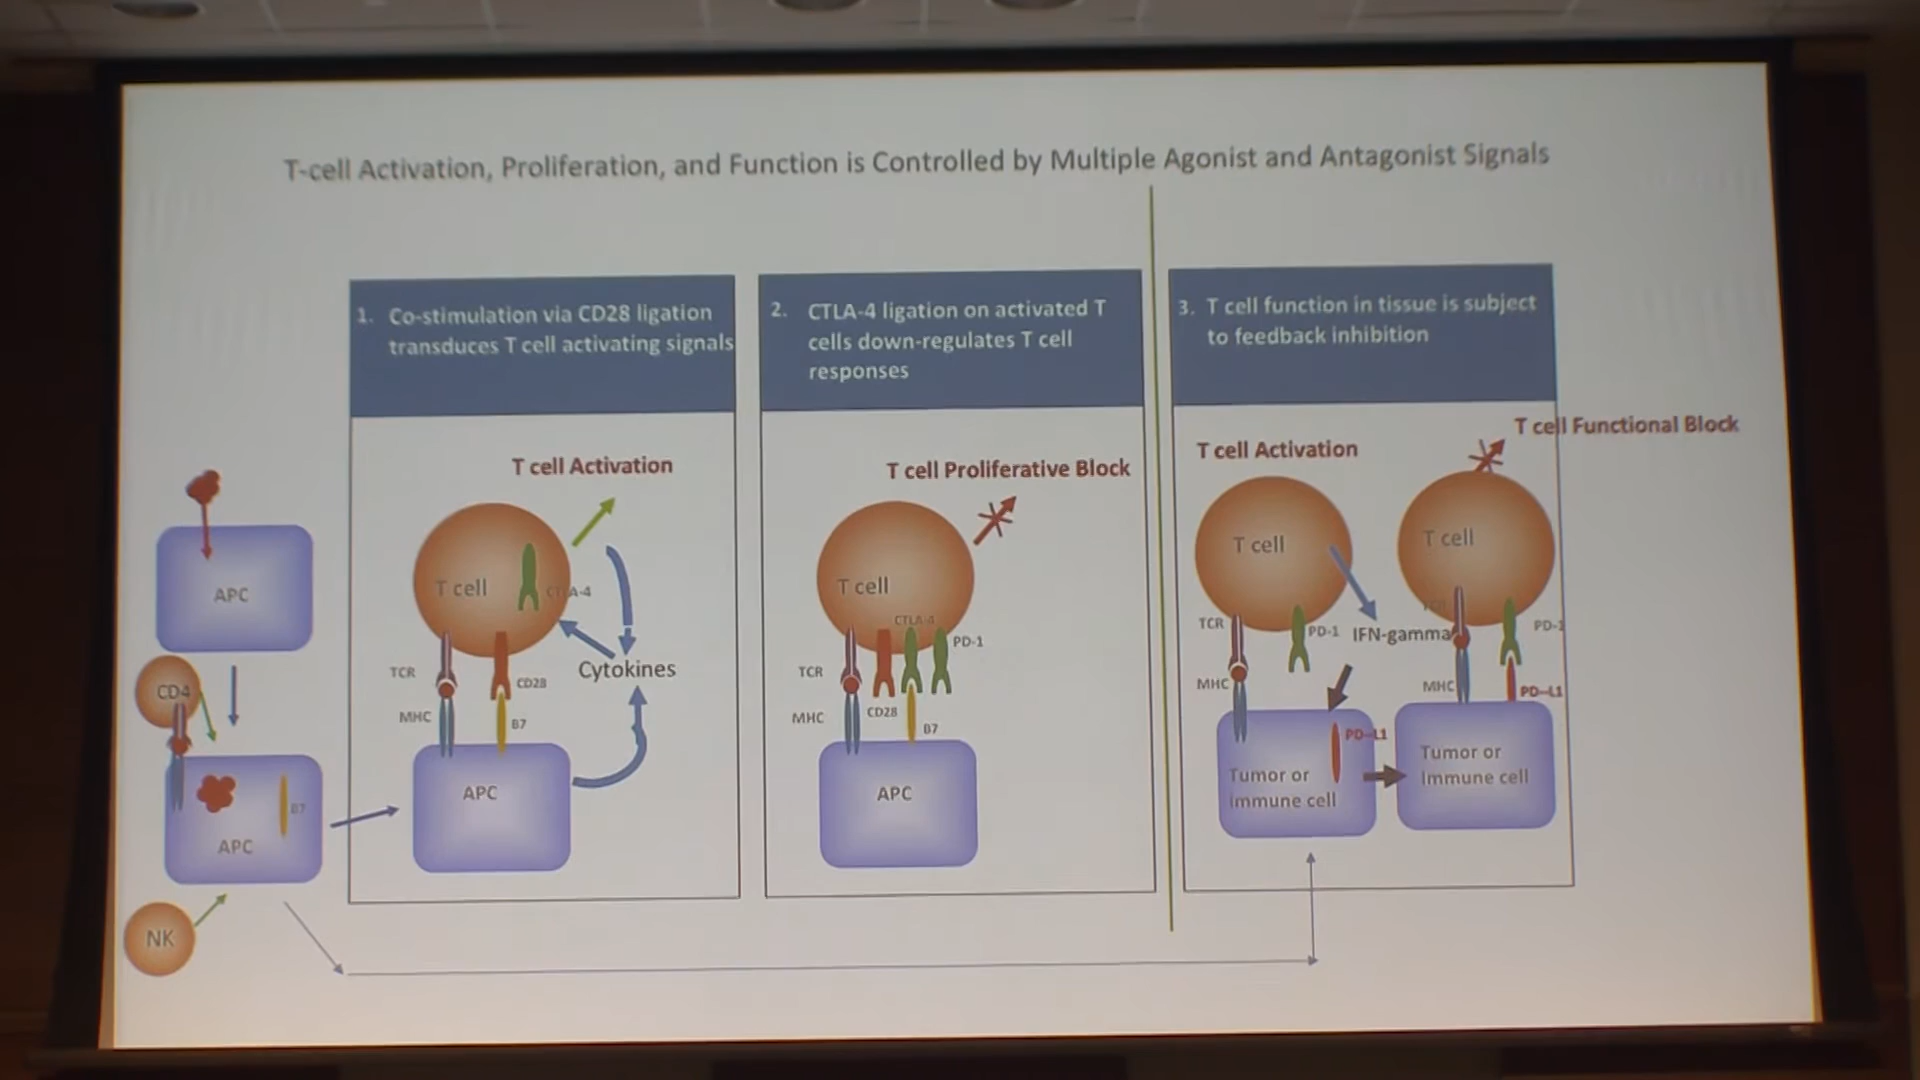 T-cell Activation, Proliferation, and Function is Controlled by Multiple Agonist and Antagonist Signals
1. Co-stimulation via CD28 ligation
transduces T cell activating signals
2. CTLA-4 ligation on activated T
cells down-regulates T cell
responses
3. T cell function in tissue is subject
to feedback inhibition
APC
CD4
B7
APC
NK
T cell Activation
T cell
CTLA-4
TCR
CD28
Cytokines
MHC
B7
APC
T cell Proliferative Block
T cell
CTLA-4
PD-1
TCR
MHC
CD28
B7
APC
T cell Activation
T cell Functional Block
T cell
T cell
TCR
PD-1
IFN-gamma
TCR
PD-1
MHC
MHC
PD-L1
PD-L1
Tumor or
immune cell
Tumor or
Immune cell